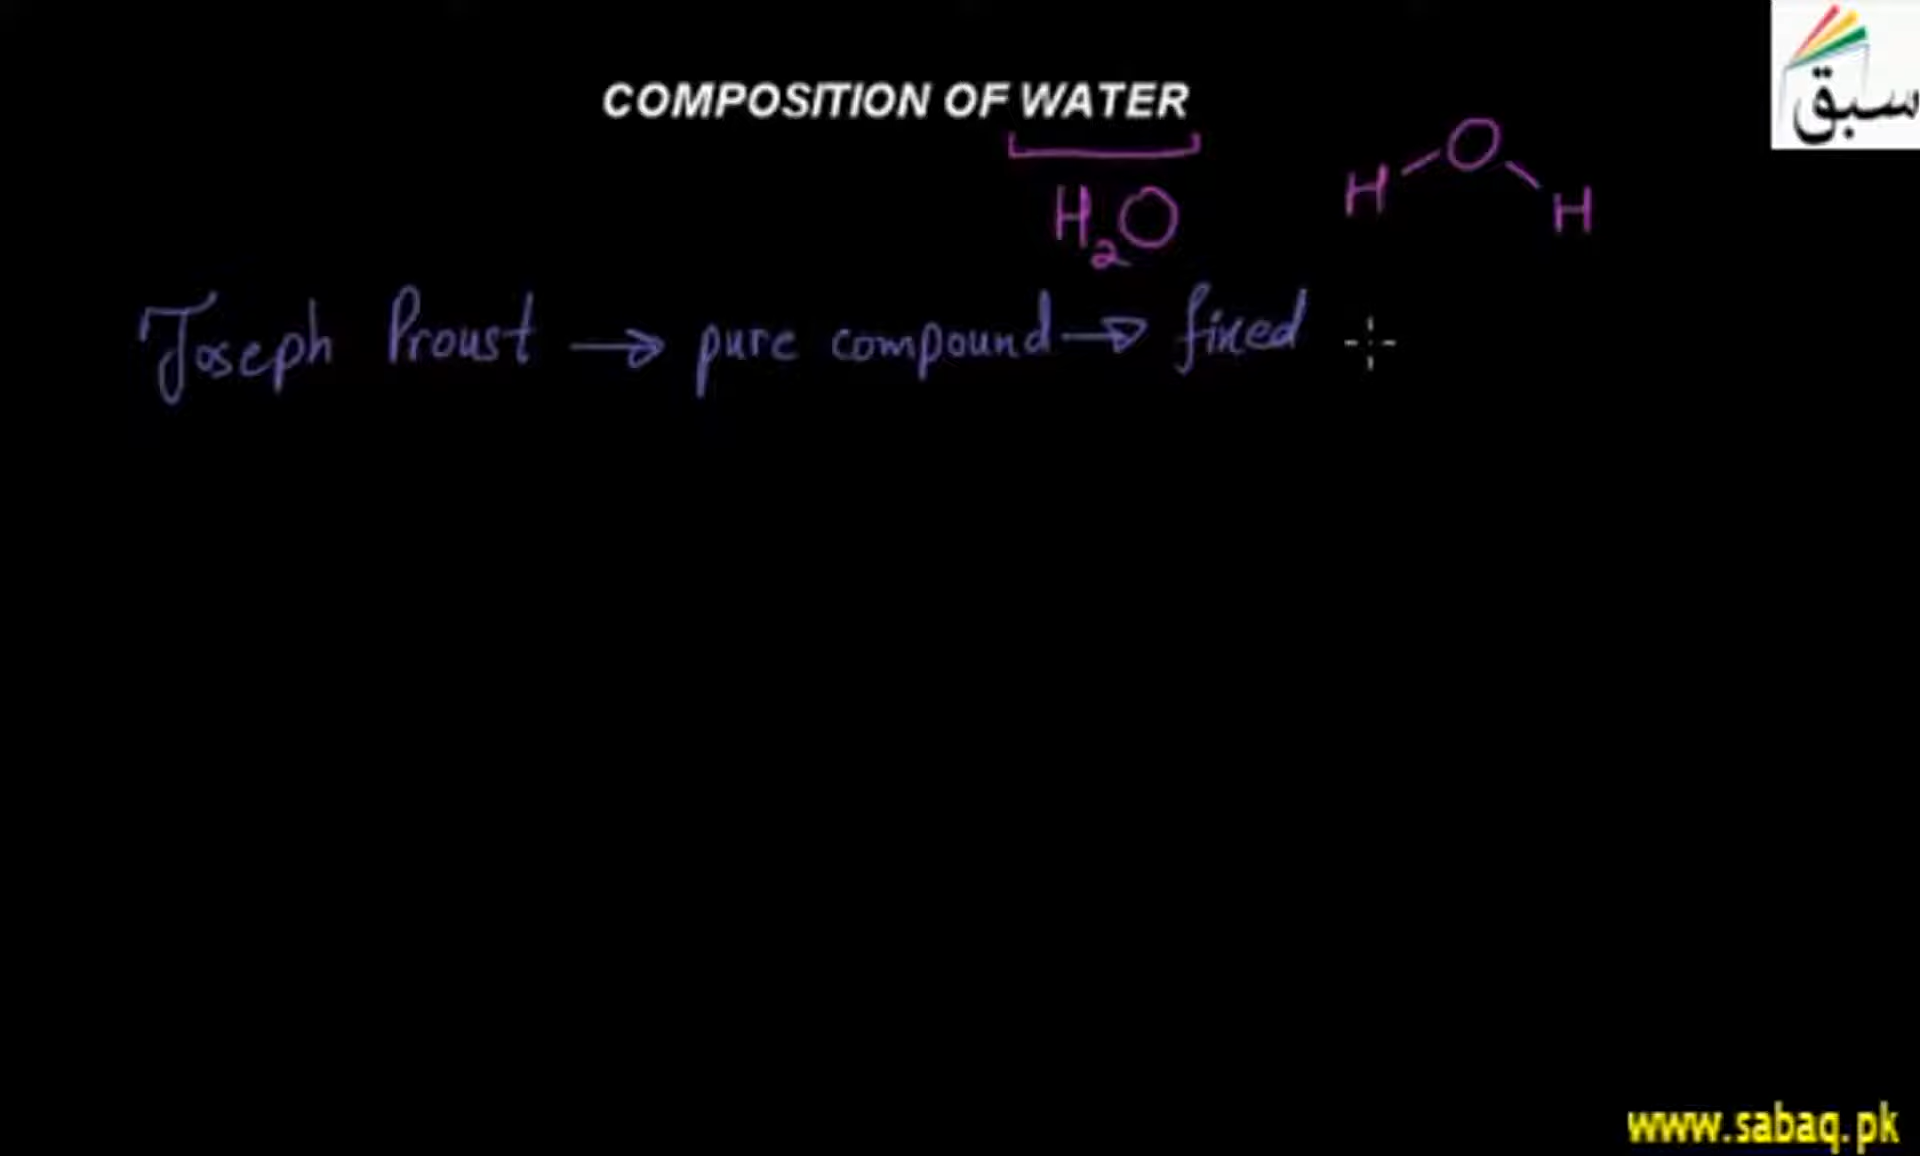 سبق
COMPOSITION OF WATER
H₂O
H O H
Joseph Proust → pure compound → fixed
www.sabaq.pk